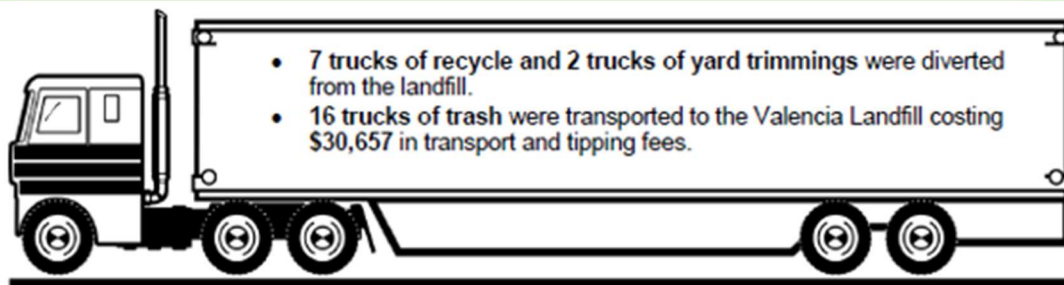 • 7 trucks of recycle and 2 trucks of yard trimmings were diverted
from the landfill.
• 16 trucks of trash were transported to the Valencia Landfill costing
$30,657 in transport and tipping fees.